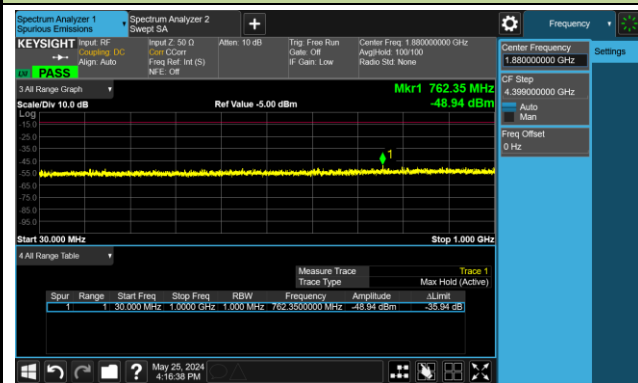 Spectrum Analyzer 1
Spurious Emissions
Spectrum Analyzer 2
Swept SA
Frequency
KEYSIGHT
Input: RF
Coupling: DC
Align: Auto
Input Z: 50 Ω
Corr CCorr
Freq Ref: Int (S)
NFE: Off
Atten: 10 dB
Trig: Free Run
Gate: Off
IF Gain: Low
Center Freq: 1.880000000 GHz
Avg|Hold: 100/100
Radio Std: None
PASS
Center Frequency
1.880000000 GHz
Settings
CF Step
4.399000000 GHz
Auto
Man
Freq Offset
0 Hz
3 All Range Graph
Mkr1 762.35 MHz
Scale/Div 10.0 dB
Ref Value -5.00 dBm
-48.94 dBm
Log
-15.0
-25.0
-35.0
-45.0
-55.0
-65.0
-75.0
-85.0
-95.0
1
Start 30.000 MHz
Stop 1.000 GHz
4 All Range Table
Measure Trace Trace 1
Trace Type Max Hold (Active)
Spur Range Start Freq Stop Freq RBW Frequency Amplitude ΔLimit
1 1 30.000 MHz 1.0000 GHz 1.000 MHz 762.3500000 MHz -48.94 dBm -35.94 dB
?
May 25, 2024
4:16:38 PM